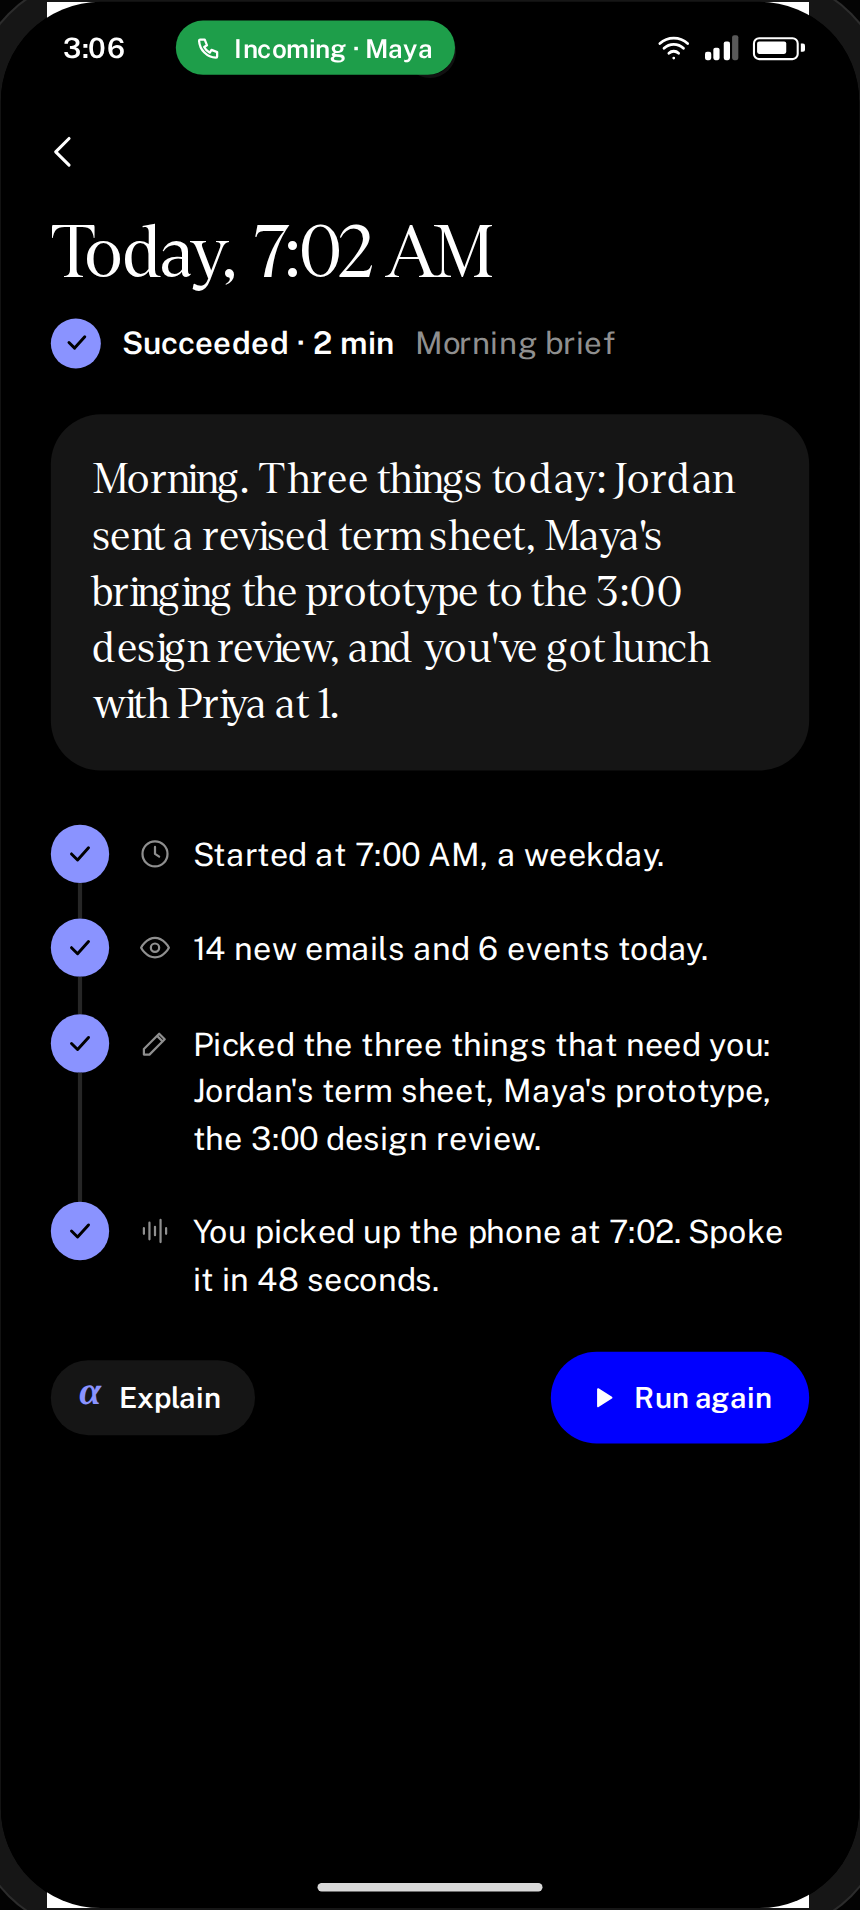 3:06
Incoming · Maya
Today, 7:02 AM
Succeeded · 2 min Morning brief
Morning. Three things today: Jordan
sent a revised term sheet, Maya's
bringing the prototype to the 3:00
design review, and you've got lunch
with Priya at 1.
Started at 7:00 AM, a weekday.
14 new emails and 6 events today.
Picked the three things that need you:
Jordan's term sheet, Maya's prototype,
the 3:00 design review.
You picked up the phone at 7:02. Spoke
it in 48 seconds.
α Explain
Run again